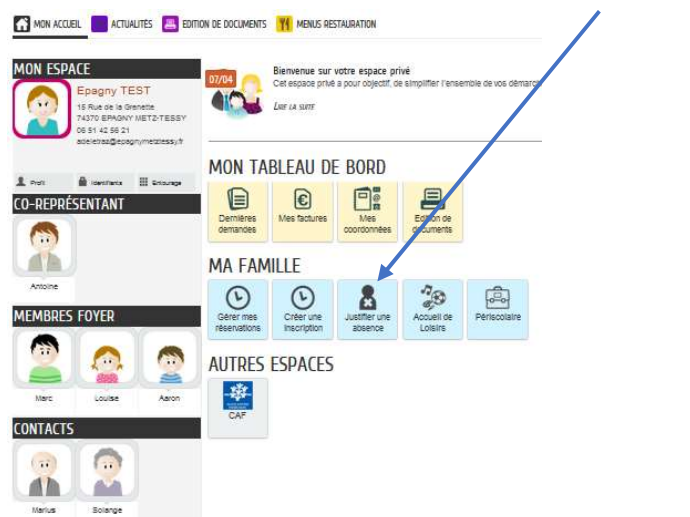 MON ACCUEIL ACTUALITÉS EDITION DE DOCUMENTS MENUS RESTAURATION
MON ESPACE
Epagny TEST
15 Rue de la Grenette
74370 EPAGNY METZ-TESSY
06 51 42 56 21
adeletraz@epagnymetztessy.fr
Profil Identifiants Entourage
CO-REPRÉSENTANT
Antoine
MEMBRES FOYER
Marc Louise Aaron
CONTACTS
Marius Solange
07/04
Bienvenue sur votre espace privé
Cet espace privé a pour objectif, de simplifier l'ensemble de vos démarch
LIRE LA SUITE
MON TABLEAU DE BORD
Dernières demandes
Mes factures
Mes coordonnées
Edition de documents
MA FAMILLE
Gérer mes réservations
Créer une inscription
Justifier une absence
Accueil de Loisirs
Périscolaire
AUTRES ESPACES
CAF